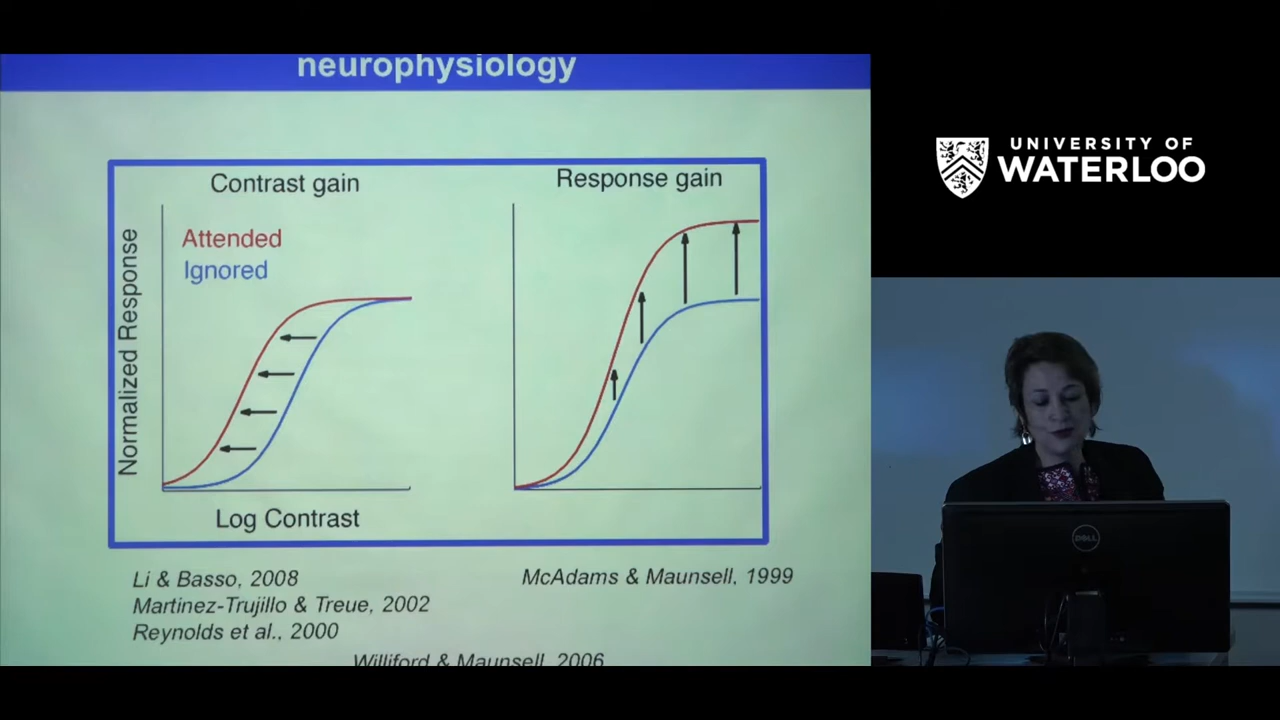 neurophysiology
Contrast gain
Response gain
Attended
Ignored
Normalized Response
Log Contrast
Li & Basso, 2008
Martinez-Trujillo & Treue, 2002
Reynolds et al., 2000
McAdams & Maunsell, 1999
Williford & Maunsell, 2006
UNIVERSITY OF
WATERLOO
DELL